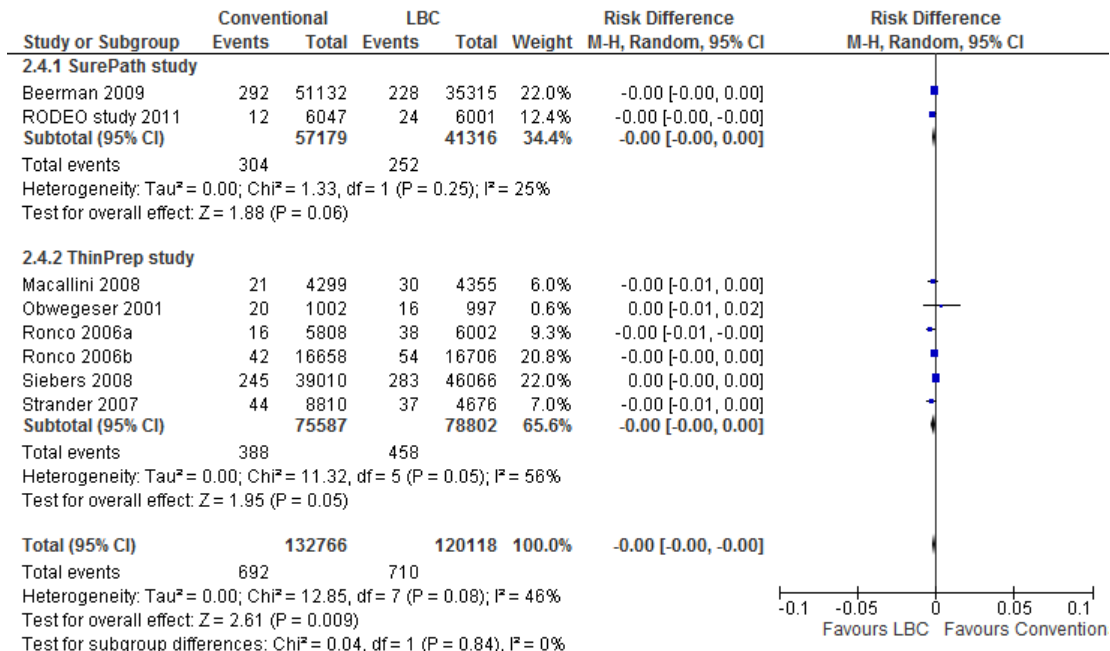 Conventional LBC Risk Difference Risk Difference
Study or Subgroup Events Total Events Total Weight M-H, Random, 95% CI M-H, Random, 95% CI
2.4.1 SurePath study
Beerman 2009 292 51132 228 35315 22.0% -0.00 [-0.00, 0.00]
RODEO study 2011 12 6047 24 6001 12.4% -0.00 [-0.00, -0.00]
Subtotal (95% CI) 57179 41316 34.4% -0.00 [-0.00, 0.00]
Total events 304 252
Heterogeneity: Tau² = 0.00; Chi² = 1.33, df = 1 (P = 0.25); I² = 25%
Test for overall effect: Z = 1.88 (P = 0.06)
2.4.2 ThinPrep study
Macallini 2008 21 4299 30 4355 6.0% -0.00 [-0.01, 0.00]
Obwegeser 2001 20 1002 16 997 0.6% 0.00 [-0.01, 0.02]
Ronco 2006a 16 5808 38 6002 9.3% -0.00 [-0.01, -0.00]
Ronco 2006b 42 16658 54 16706 20.8% -0.00 [-0.00, 0.00]
Siebers 2008 245 39010 283 46066 22.0% 0.00 [-0.00, 0.00]
Strander 2007 44 8810 37 4676 7.0% -0.00 [-0.01, 0.00]
Subtotal (95% CI) 75587 78802 65.6% -0.00 [-0.00, 0.00]
Total events 388 458
Heterogeneity: Tau² = 0.00; Chi² = 11.32, df = 5 (P = 0.05); I² = 56%
Test for overall effect: Z = 1.95 (P = 0.05)
Total (95% CI) 132766 120118 100.0% -0.00 [-0.00, -0.00]
Total events 692 710
Heterogeneity: Tau² = 0.00; Chi² = 12.85, df = 7 (P = 0.08); I² = 46%
Test for overall effect: Z = 2.61 (P = 0.009)
Test for subgroup differences: Chi² = 0.04, df = 1 (P = 0.84), I² = 0%
-0.1 -0.05 0 0.05 0.1
Favours LBC Favours Convention